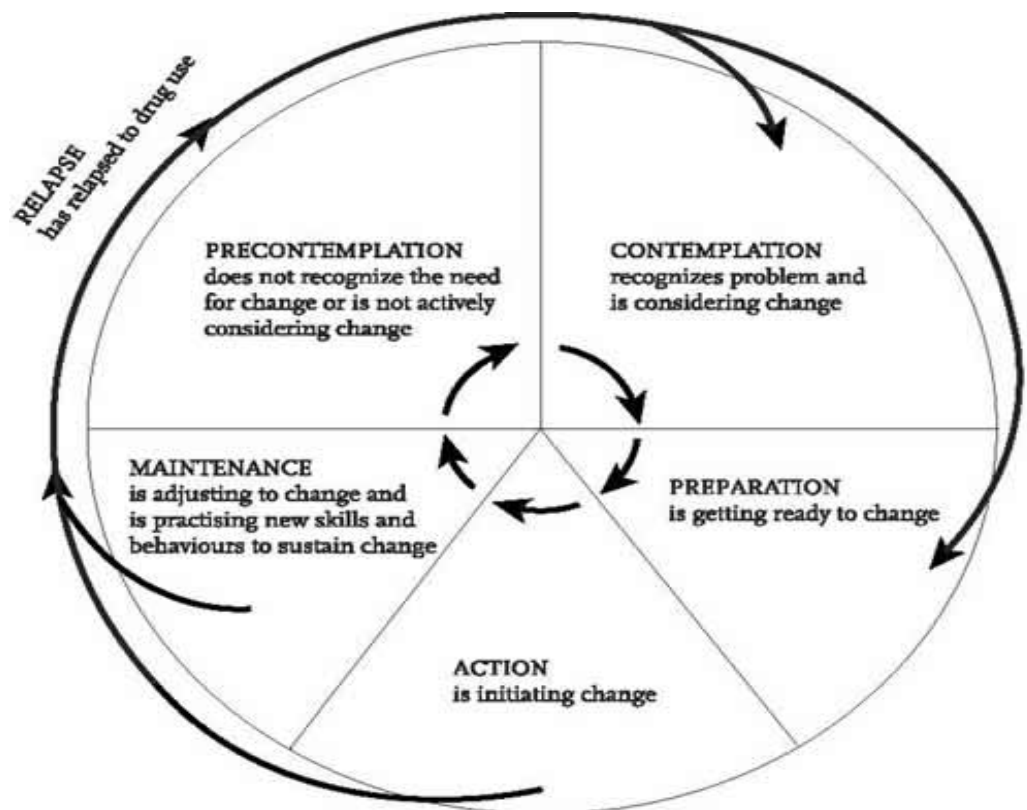 RELAPSE
has relapsed to drug use
PRECONTEMPLATION
does not recognize the need
for change or is not actively
considering change
CONTEMPLATION
recognizes problem and
is considering change
MAINTENANCE
is adjusting to change and
is practising new skills and
behaviours to sustain change
PREPARATION
is getting ready to change
ACTION
is initiating change